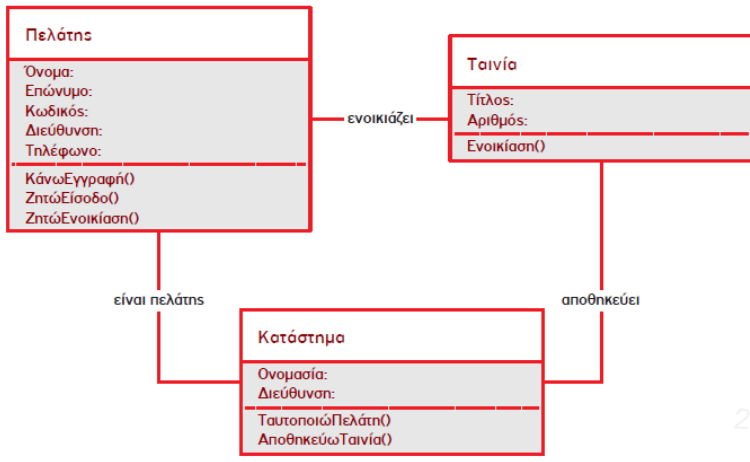 Πελάτης
Όνομα:
Επώνυμο:
Κωδικός:
Διεύθυνση:
Τηλέφωνο:
ΚάνωΕγγραφή()
ΖητώΕίσοδο()
ΖητώΕνοικίαση()
ενοικιάζει
Ταινία
Τίτλος:
Αριθμός:
Ενοικίαση()
είναι πελάτης
αποθηκεύει
Κατάστημα
Ονομασία:
Διεύθυνση:
ΤαυτοποιώΠελάτη()
ΑποθηκεύωΤαινία()
2